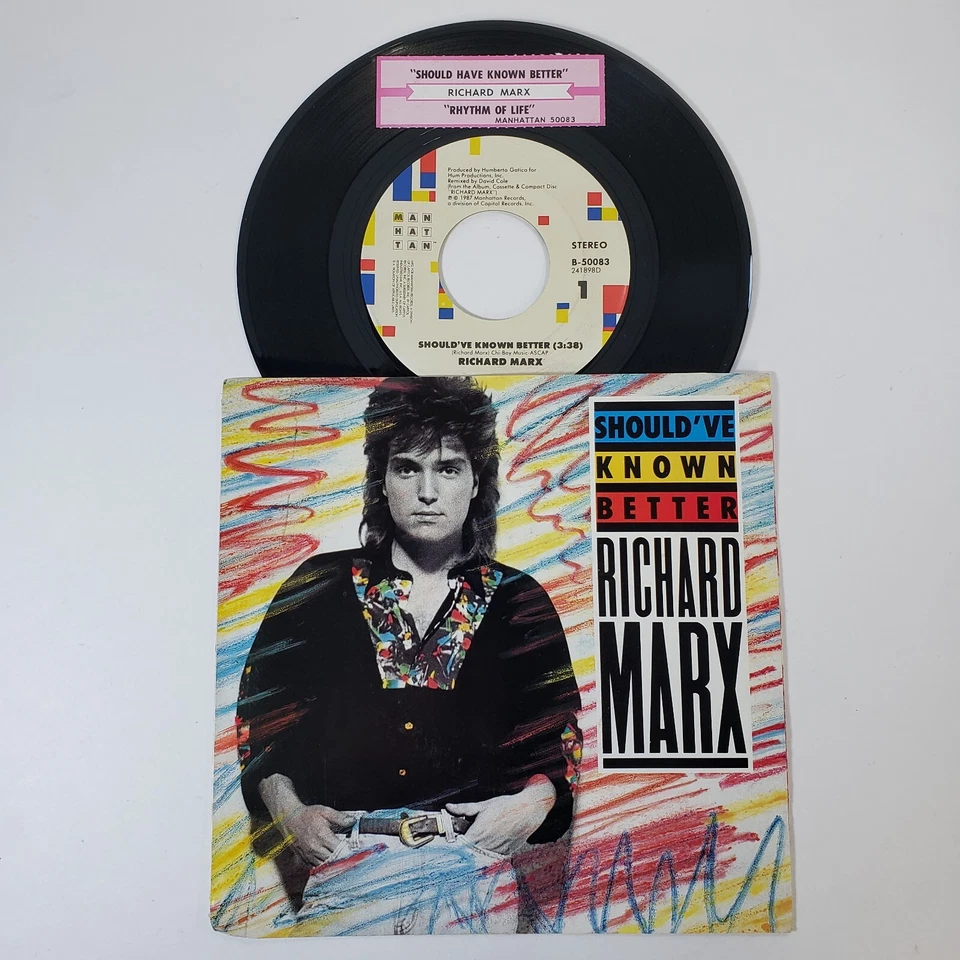 "SHOULD HAVE KNOWN BETTER"
RICHARD MARX
"RHYTHM OF LIFE"
MANHATTAN 50083
Produced by Humberto Gatica for
Hum Productions, Inc.
Remixed by David Cole
(From the Album, Cassette & Compact Disc
"RICHARD MARX")
℗ © 1987 Manhattan Records,
a division of Capitol Records, Inc.
MAN
HAT
TAN™
STEREO
B-50083
24189BD
1
SHOULD'VE KNOWN BETTER (3:38)
(Richard Marx) Chi-Boy Music-ASCAP
RICHARD MARX
SHOULD'VE
KNOWN
BETTER
RICHARD
MARX